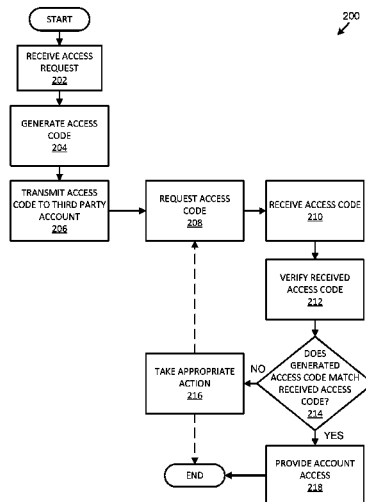 START
200
RECEIVE ACCESS
REQUEST
202
GENERATE ACCESS
CODE
204
TRANSMIT ACCESS
CODE TO THIRD PARTY
ACCOUNT
206
REQUEST ACCESS
CODE
208
RECEIVE ACCESS CODE
210
VERIFY RECEIVED
ACCESS CODE
212
DOES
GENERATED
ACCESS CODE MATCH
RECEIVED ACCESS
CODE?
214
NO
TAKE APPROPRIATE
ACTION
216
YES
PROVIDE ACCOUNT
ACCESS
218
END